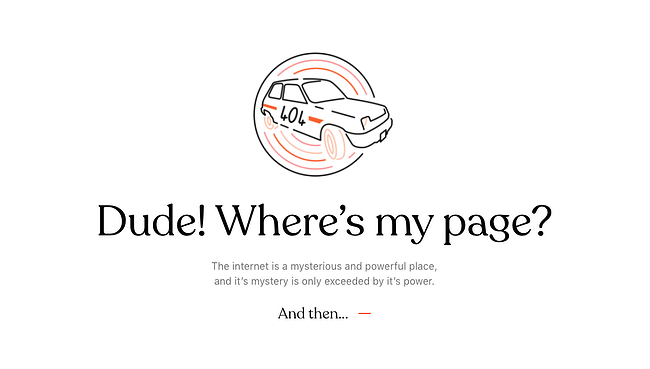 404
Dude! Where’s my page?
The internet is a mysterious and powerful place,
and it’s mystery is only exceeded by it’s power.
And then...